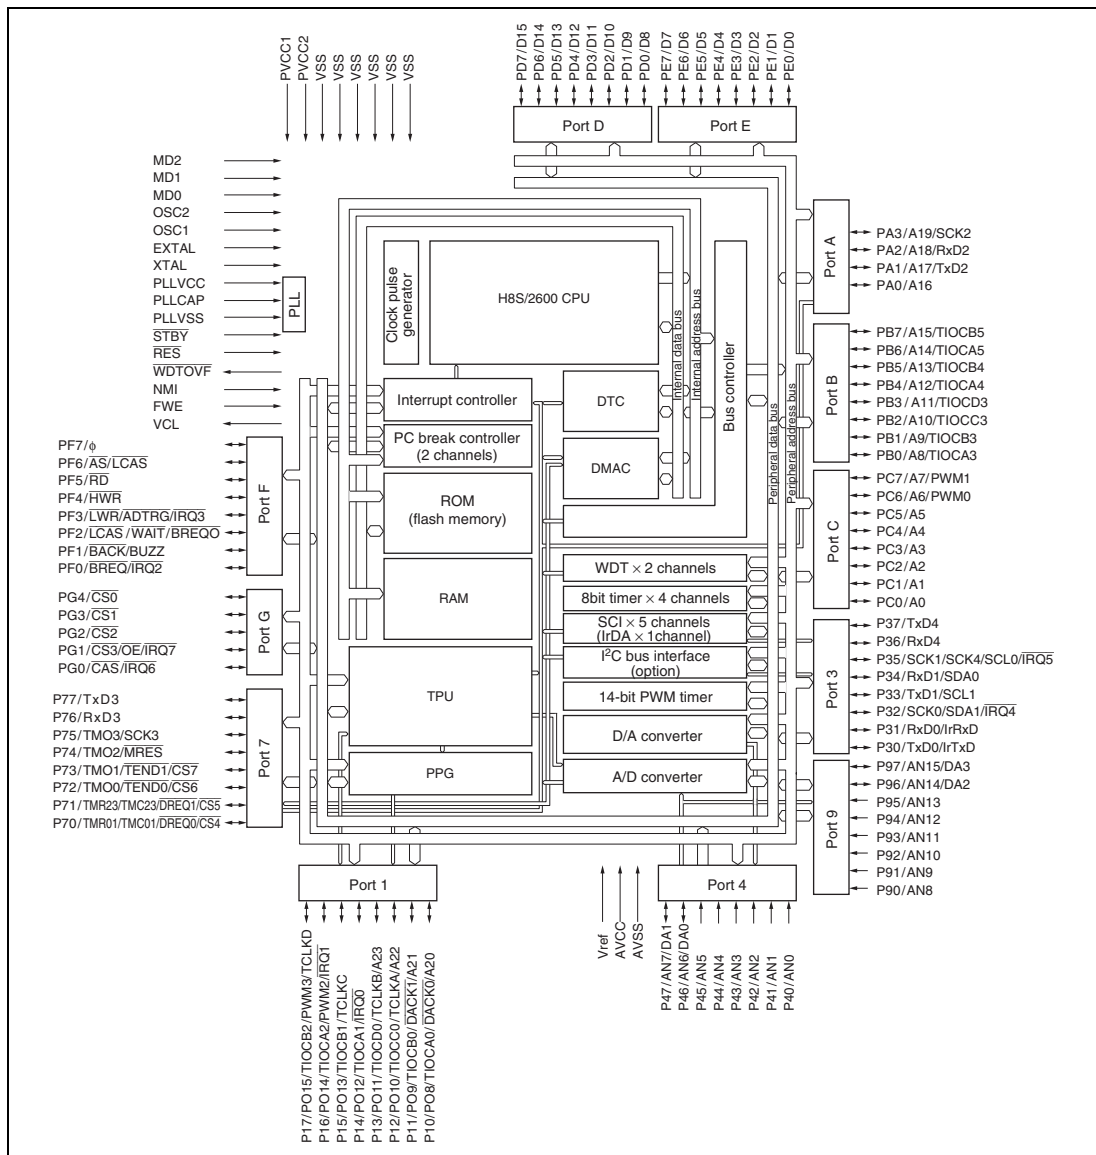 PVCC1
PVCC2
VSS
VSS
VSS
VSS
VSS
VSS
PD7/D15
PD6/D14
PD5/D13
PD4/D12
PD3/D11
PD2/D10
PD1/D9
PD0/D8
PE7/D7
PE6/D6
PE5/D5
PE4/D4
PE3/D3
PE2/D2
PE1/D1
PE0/D0
Port D
Port E
MD2
MD1
MD0
OSC2
OSC1
EXTAL
XTAL
PLLVCC
PLLCAP
PLLVSS
STBY
RES
WDTOVF
NMI
FWE
VCL
PLL
Clock pulse
generator
H8S/2600 CPU
Internal data bus
Internal address bus
Bus controller
Peripheral data bus
Peripheral address bus
Port A
PA3/A19/SCK2
PA2/A18/RxD2
PA1/A17/TxD2
PA0/A16
Port B
PB7/A15/TIOCB5
PB6/A14/TIOCA5
PB5/A13/TIOCB4
PB4/A12/TIOCA4
PB3/A11/TIOCD3
PB2/A10/TIOCC3
PB1/A9/TIOCB3
PB0/A8/TIOCA3
Interrupt controller
PC break controller
(2 channels)
DTC
DMAC
ROM
(flash memory)
RAM
TPU
PPG
WDT × 2 channels
8bit timer × 4 channels
SCI × 5 channels
(IrDA × 1channel)
I²C bus interface
(option)
14-bit PWM timer
D/A converter
A/D converter
PF7/ϕ
PF6/AS/LCAS
PF5/RD
PF4/HWR
PF3/LWR/ADTRG/IRQ3
PF2/LCAS/WAIT/BREQO
PF1/BACK/BUZZ
PF0/BREQ/IRQ2
Port F
PG4/CS0
PG3/CS1
PG2/CS2
PG1/CS3/OE/IRQ7
PG0/CAS/IRQ6
Port G
P77/TxD3
P76/RxD3
P75/TMO3/SCK3
P74/TMO2/MRES
P73/TMO1/TEND1/CS7
P72/TMO0/TEND0/CS6
P71/TMR23/TMC23/DREQ1/CS5
P70/TMR01/TMC01/DREQ0/CS4
Port 7
Port C
PC7/A7/PWM1
PC6/A6/PWM0
PC5/A5
PC4/A4
PC3/A3
PC2/A2
PC1/A1
PC0/A0
Port 3
P37/TxD4
P36/RxD4
P35/SCK1/SCK4/SCL0/IRQ5
P34/RxD1/SDA0
P33/TxD1/SCL1
P32/SCK0/SDA1/IRQ4
P31/RxD0/IrRxD
P30/TxD0/IrTxD
Port 9
P97/AN15/DA3
P96/AN14/DA2
P95/AN13
P94/AN12
P93/AN11
P92/AN10
P91/AN9
P90/AN8
Port 1
Port 4
P17/PO15/TIOCB2/PWM3/TCLKD
P16/PO14/TIOCA2/PWM2/IRQ1
P15/PO13/TIOCB1/TCLKC
P14/PO12/TIOCA1/IRQ0
P13/PO11/TIOCD0/TCLKB/A23
P12/PO10/TIOCC0/TCLKA/A22
P11/PO9/TIOCB0/DACK1/A21
P10/PO8/TIOCA0/DACK0/A20
Vref
AVCC
AVSS
P47/AN7/DA1
P46/AN6/DA0
P45/AN5
P44/AN4
P43/AN3
P42/AN2
P41/AN1
P40/AN0